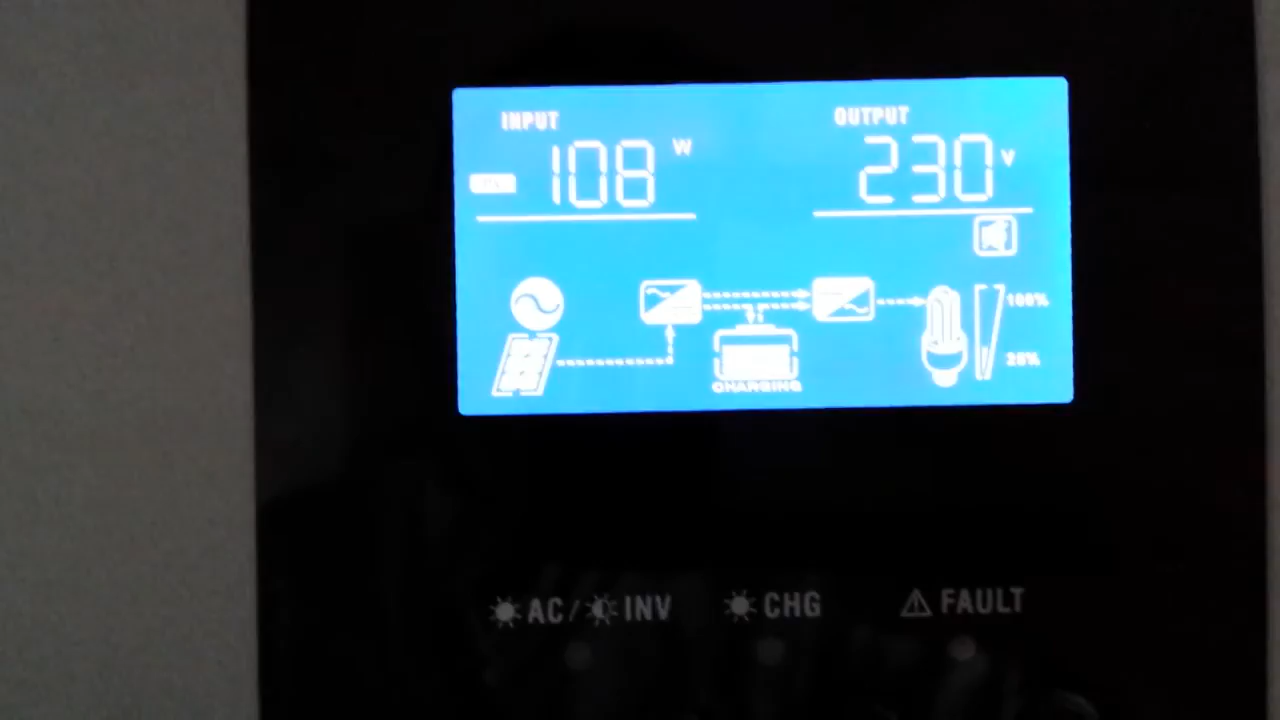 INPUT
OUTPUT
108 W
230 V
100%
CHARGING
25%
AC/ INV
CHG
FAULT